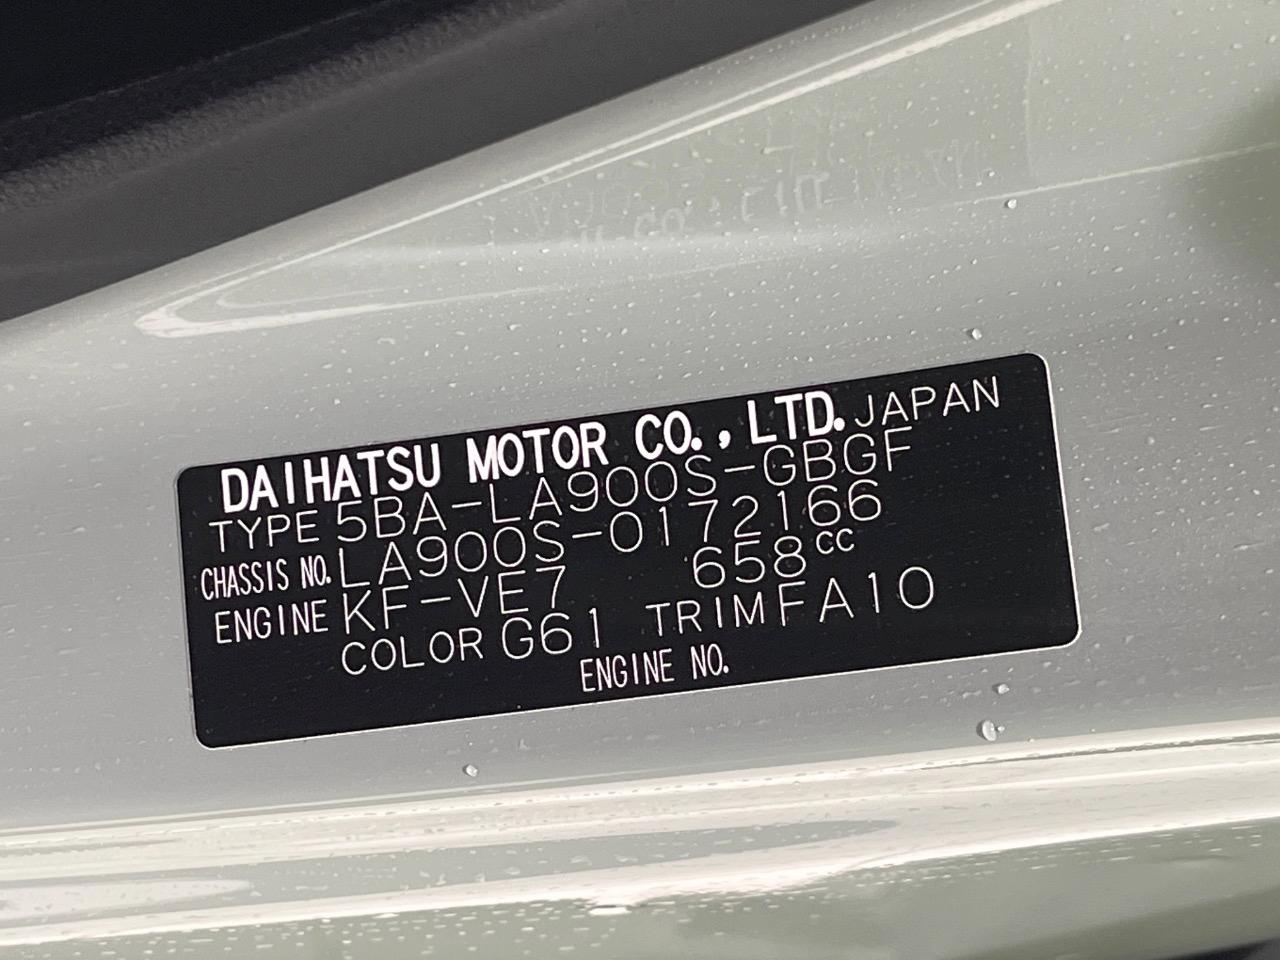 DAIHATSU MOTOR CO., LTD. JAPAN
TYPE 5BA-LA900S-GBGF
CHASSIS NO. LA900S-0172166
ENGINE KF-VE7 658CC
COLOR G61 TRIM FA10
ENGINE NO.